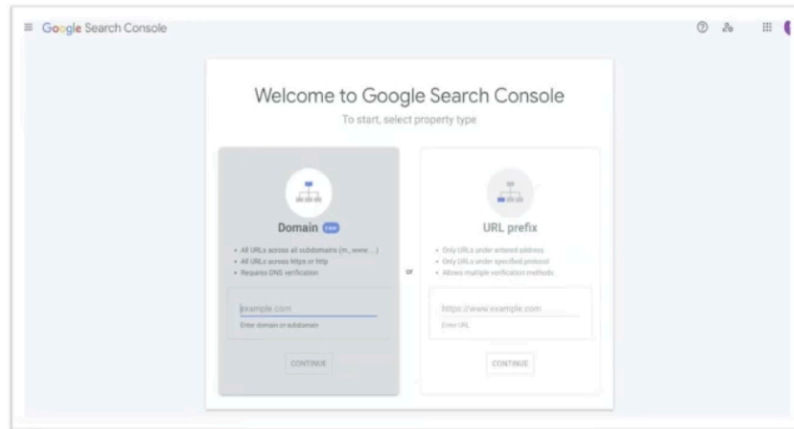 Google Search Console
Welcome to Google Search Console
To start, select property type
Domain
• All URLs across all subdomains (m., www. ...)
• All URLs across https or http
• Requires DNS verification
example.com
Enter domain or subdomain
CONTINUE
or
URL prefix
• Only URLs under entered address
• Only URLs under specified protocol
• Allows multiple verification methods
https://www.example.com
Enter URL
CONTINUE